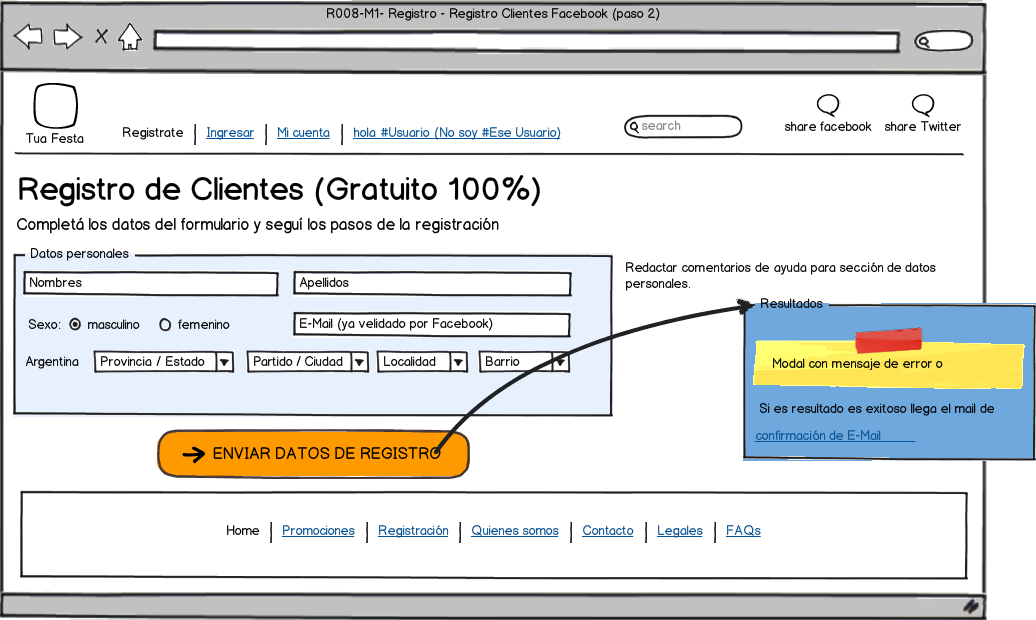 R008-M1- Registro - Registro Clientes Facebook (paso 2)
Tua Festa
Registrate Ingresar Mi cuenta hola #Usuario (No soy #Ese Usuario)
search
share facebook share Twitter
Registro de Clientes (Gratuito 100%)
Completá los datos del formulario y seguí los pasos de la registración
Datos personales
Nombres Apellidos
Sexo: masculino femenino E-Mail (ya velidado por Facebook)
Argentina Provincia / Estado Partido / Ciudad Localidad Barrio
Redactar comentarios de ayuda para sección de datos
personales.
Resultados
Modal con mensaje de error o
Si es resultado es exitoso llega el mail de
confirmación de E-Mail
ENVIAR DATOS DE REGISTRO
Home Promociones Registración Quienes somos Contacto Legales FAQs